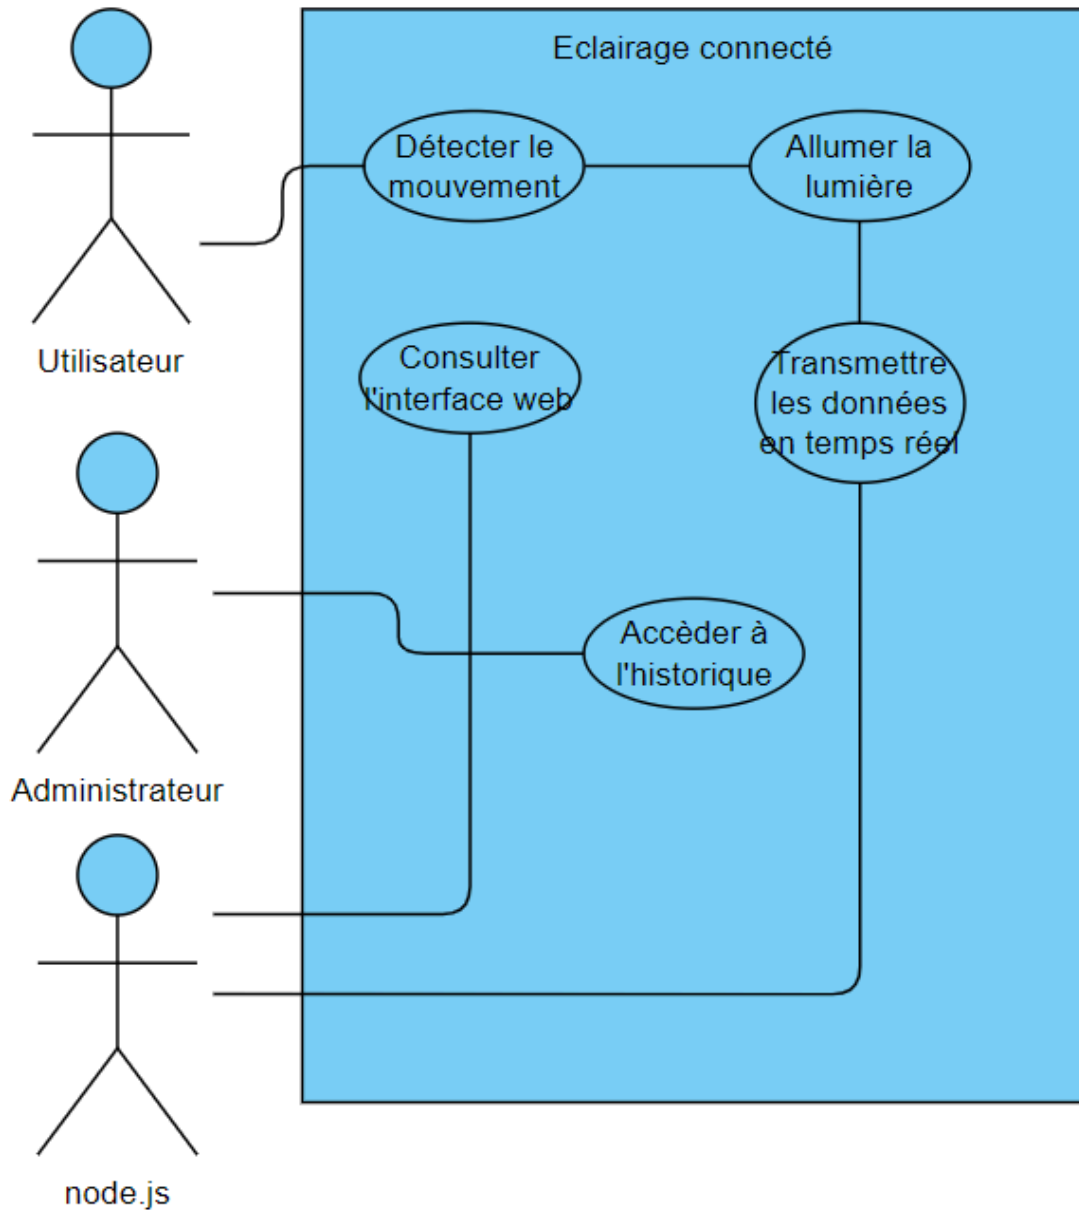 Eclairage connecté
Détecter le
mouvement
Allumer la
lumière
Utilisateur
Consulter
l'interface web
Transmettre
les données
en temps réel
Accèder à
l'historique
Administrateur
node.js